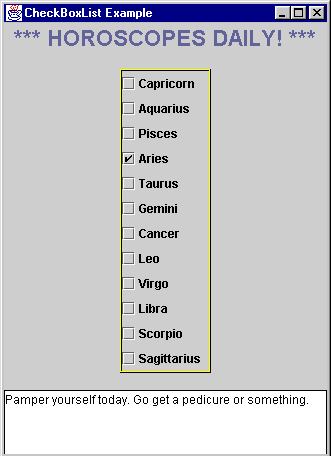 CheckBoxList Example
*** HOROSCOPES DAILY! ***
Capricorn
Aquarius
Pisces
Aries
Taurus
Gemini
Cancer
Leo
Virgo
Libra
Scorpio
Sagittarius
Pamper yourself today. Go get a pedicure or something.